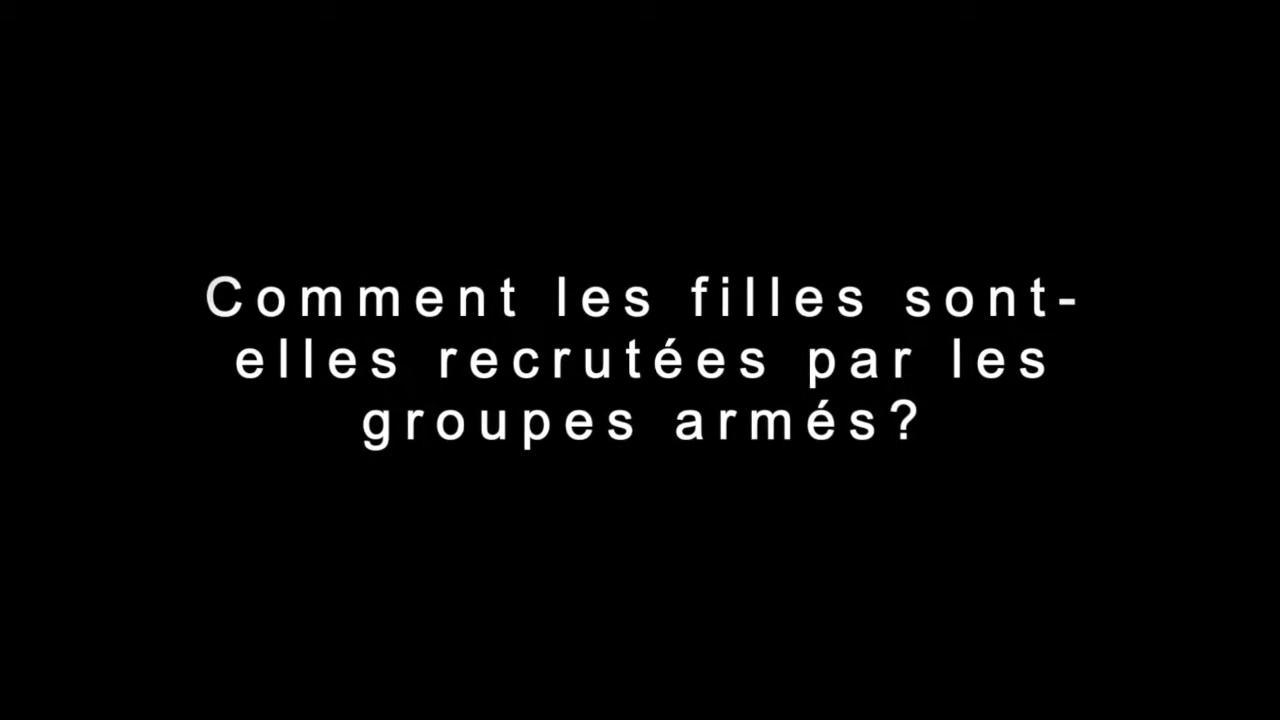 Comment les filles sont-
elles recrutées par les
groupes armés?